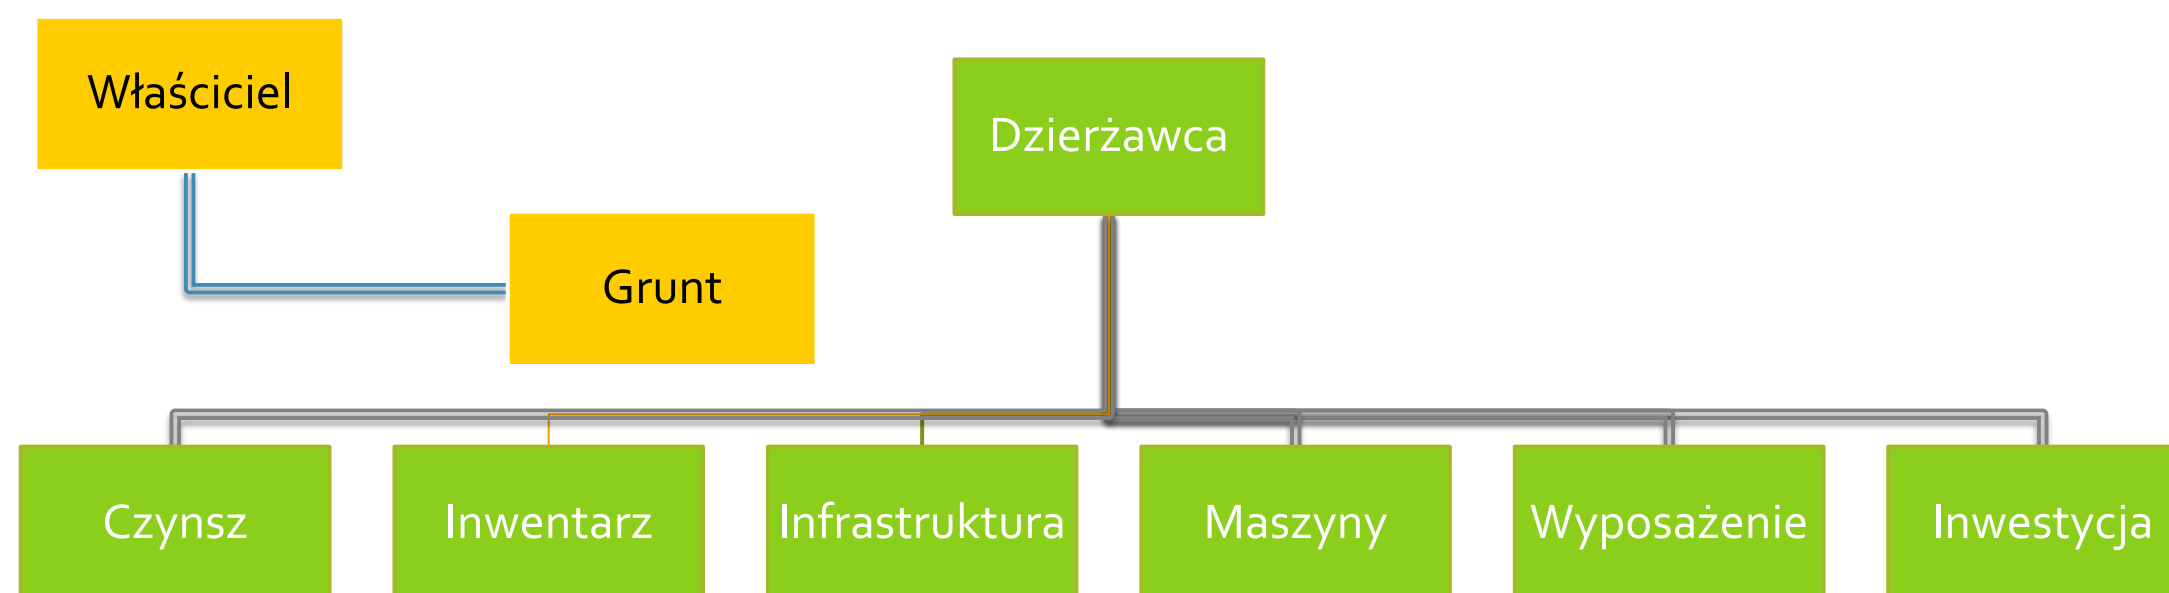 Właściciel
Dzierżawca
Grunt
Czynsz
Inwentarz
Infrastruktura
Maszyny
Wyposażenie
Inwestycja